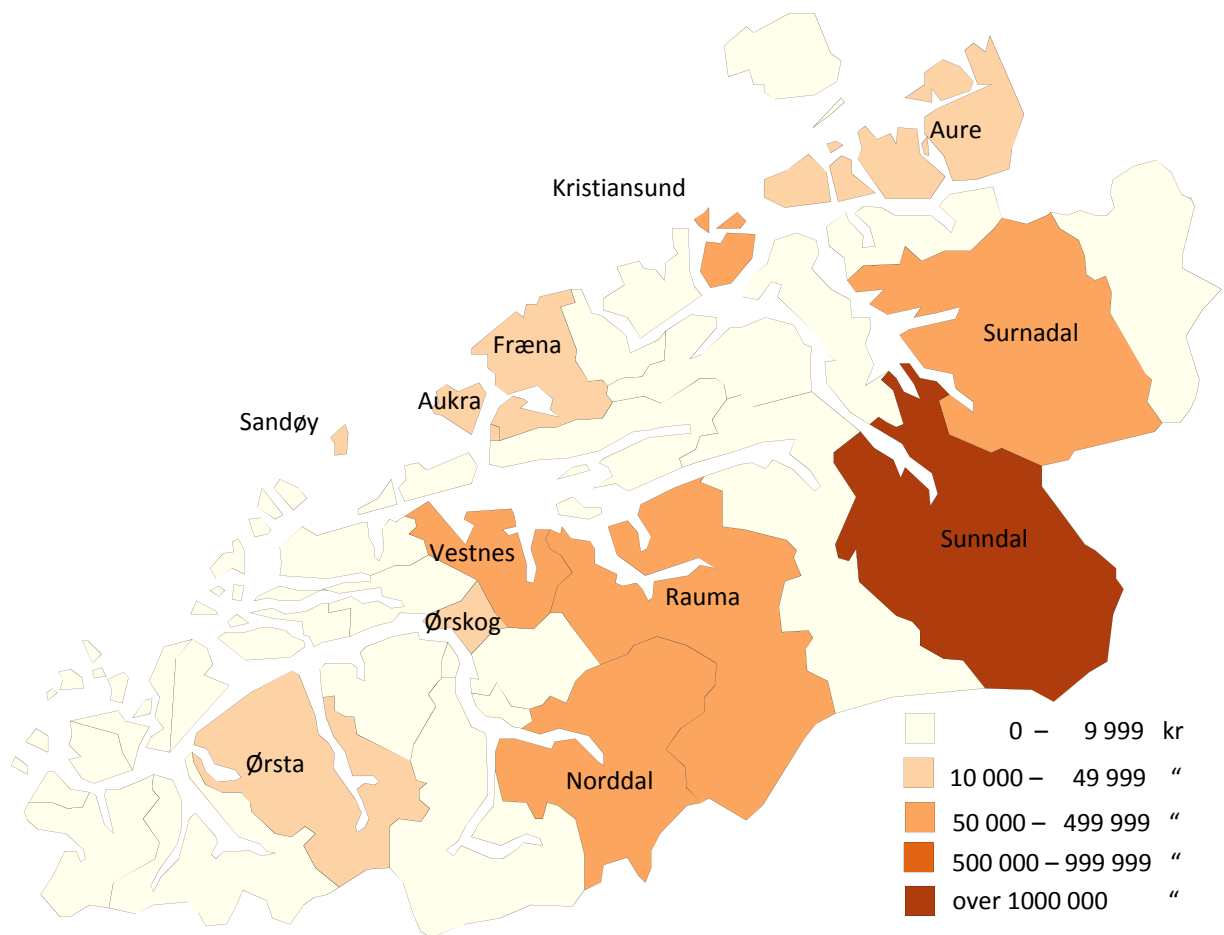 Aure
Kristiansund
Surnadal
Fræna
Aukra
Sandøy
Sunndal
Vestnes
Rauma
Ørskog
Ørsta
Norddal
0 – 9 999 kr
10 000 – 49 999 “
50 000 – 499 999 “
500 000 – 999 999 “
over 1000 000 “